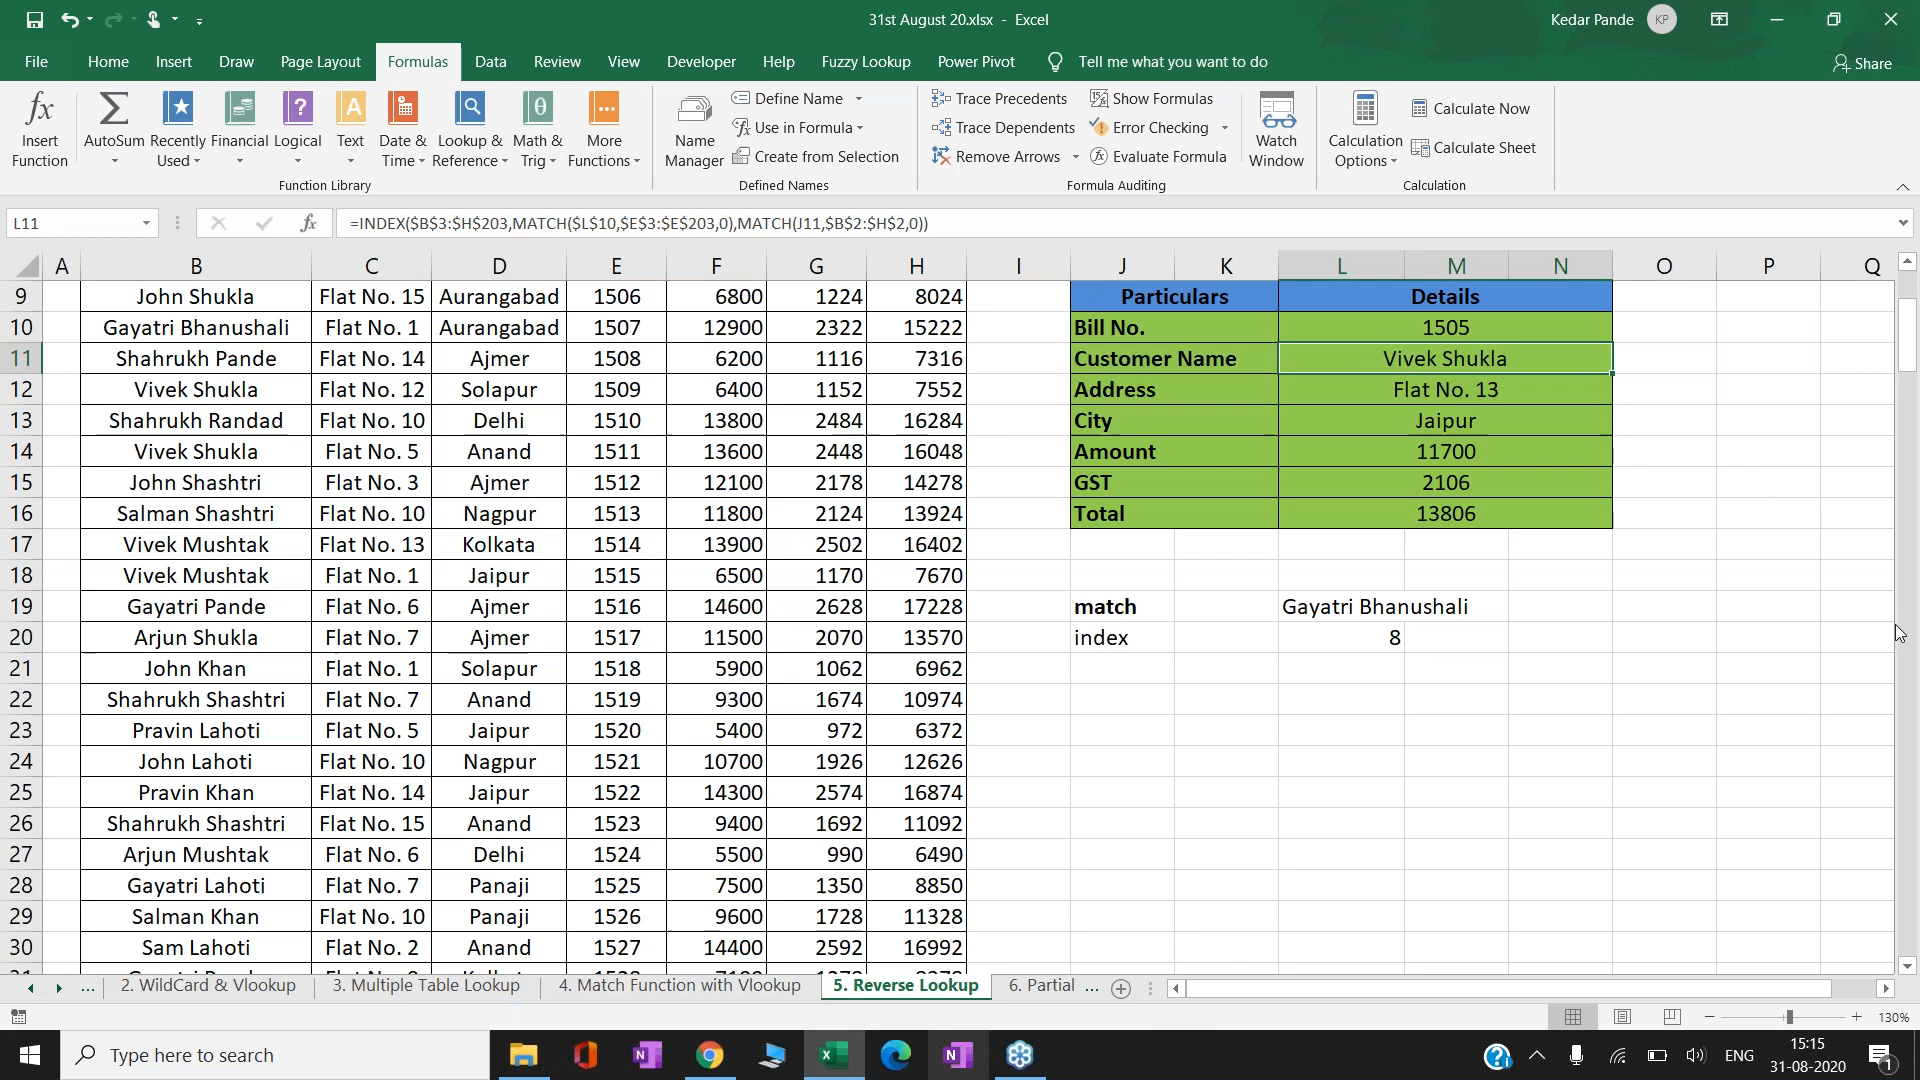 31st August 20.xlsx - Excel
Kedar Pande KP
File Home Insert Draw Page Layout Formulas Data Review View Developer Help Fuzzy Lookup Power Pivot Tell me what you want to do Share
Insert Function
AutoSum
Recently Used
Financial
Logical
Text
Date & Time
Lookup & Reference
Math & Trig
More Functions
Function Library
Name Manager
Define Name
Use in Formula
Create from Selection
Defined Names
Trace Precedents
Trace Dependents
Remove Arrows
Show Formulas
Error Checking
Evaluate Formula
Formula Auditing
Watch Window
Calculation Options
Calculate Now
Calculate Sheet
Calculation
L11 fx =INDEX($B$3:$H$203,MATCH($L$10,$E$3:$E$203,0),MATCH(J11,$B$2:$H$2,0))
A B C D E F G H I J K L M N O P Q
9 John Shukla Flat No. 15 Aurangabad 1506 6800 1224 8024 Particulars Details
10 Gayatri Bhanushali Flat No. 1 Aurangabad 1507 12900 2322 15222 Bill No. 1505
11 Shahrukh Pande Flat No. 14 Ajmer 1508 6200 1116 7316 Customer Name Vivek Shukla
12 Vivek Shukla Flat No. 12 Solapur 1509 6400 1152 7552 Address Flat No. 13
13 Shahrukh Randad Flat No. 10 Delhi 1510 13800 2484 16284 City Jaipur
14 Vivek Shukla Flat No. 5 Anand 1511 13600 2448 16048 Amount 11700
15 John Shashtri Flat No. 3 Ajmer 1512 12100 2178 14278 GST 2106
16 Salman Shashtri Flat No. 10 Nagpur 1513 11800 2124 13924 Total 13806
17 Vivek Mushtak Flat No. 13 Kolkata 1514 13900 2502 16402
18 Vivek Mushtak Flat No. 1 Jaipur 1515 6500 1170 7670
19 Gayatri Pande Flat No. 6 Ajmer 1516 14600 2628 17228 match Gayatri Bhanushali
20 Arjun Shukla Flat No. 7 Ajmer 1517 11500 2070 13570 index 8
21 John Khan Flat No. 1 Solapur 1518 5900 1062 6962
22 Shahrukh Shashtri Flat No. 7 Anand 1519 9300 1674 10974
23 Pravin Lahoti Flat No. 5 Jaipur 1520 5400 972 6372
24 John Lahoti Flat No. 10 Nagpur 1521 10700 1926 12626
25 Pravin Khan Flat No. 14 Jaipur 1522 14300 2574 16874
26 Shahrukh Shashtri Flat No. 15 Anand 1523 9400 1692 11092
27 Arjun Mushtak Flat No. 6 Delhi 1524 5500 990 6490
28 Gayatri Lahoti Flat No. 7 Panaji 1525 7500 1350 8850
29 Salman Khan Flat No. 10 Panaji 1526 9600 1728 11328
30 Sam Lahoti Flat No. 2 Anand 1527 14400 2592 16992
... 2. WildCard & Vlookup 3. Multiple Table Lookup 4. Match Function with Vlookup 5. Reverse Lookup 6. Partial ...
130%
Type here to search
ENG
15:15
31-08-2020
1